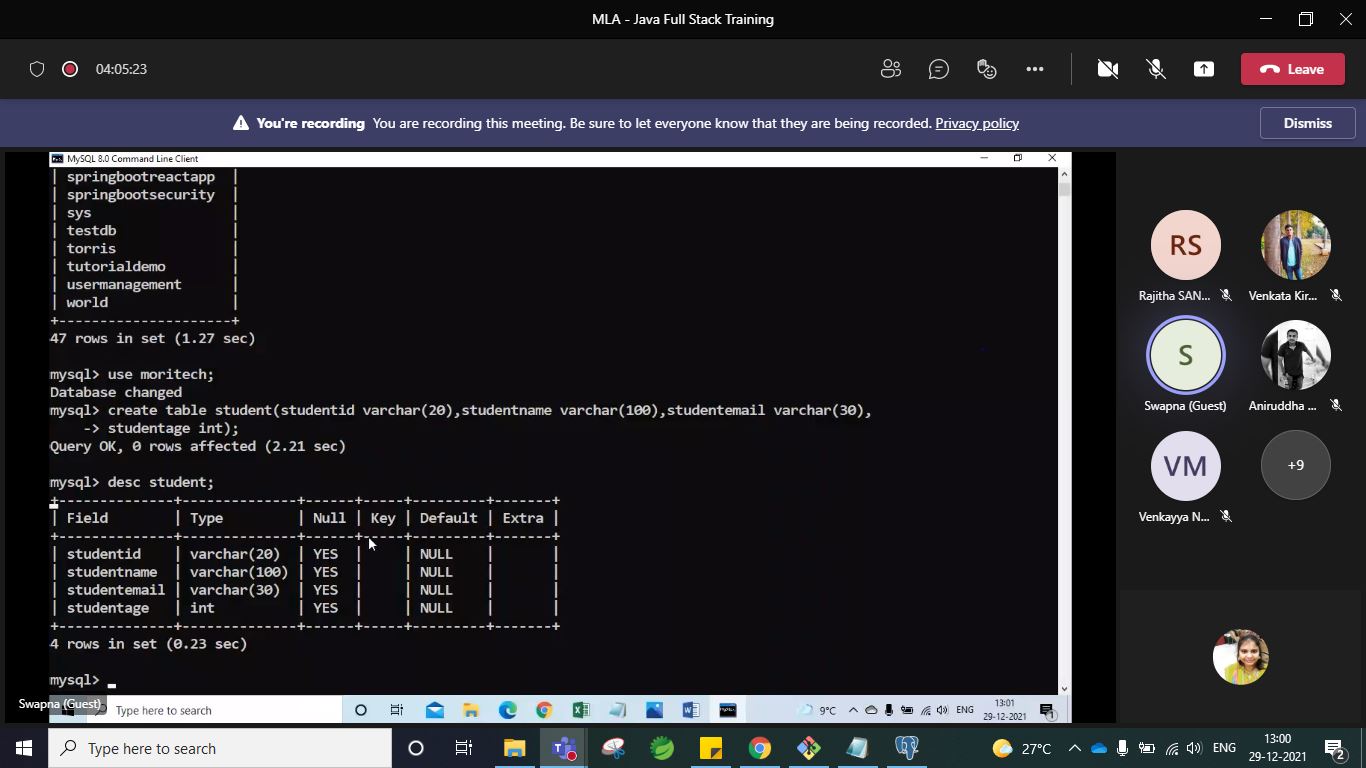 MLA - Java Full Stack Training
04:05:23
Leave
You're recording You are recording this meeting. Be sure to let everyone know that they are being recorded. Privacy policy
Dismiss
MySQL 8.0 Command Line Client
| springbootreactapp |
| springbootsecurity |
| sys |
| testdb |
| torris |
| tutorialdemo |
| usermanagement |
| world |
+--------------------+
47 rows in set (1.27 sec)
mysql> use moritech;
Database changed
mysql> create table student(studentid varchar(20),studentname varchar(100),studentemail varchar(30),
-> studentage int);
Query OK, 0 rows affected (2.21 sec)
mysql> desc student;
+--------------+--------------+------+-----+---------+-------+
| Field | Type | Null | Key | Default | Extra |
+--------------+--------------+------+-----+---------+-------+
| studentid | varchar(20) | YES | | NULL | |
| studentname | varchar(100) | YES | | NULL | |
| studentemail | varchar(30) | YES | | NULL | |
| studentage | int | YES | | NULL | |
+--------------+--------------+------+-----+---------+-------+
4 rows in set (0.23 sec)
mysql>
Swapna (Guest)
Type here to search
9°C
ENG
13:01
29-12-2021
1
RS
Rajitha SAN...
Venkata Kir...
S
Swapna (Guest)
Aniruddha ...
VM
Venkayya N...
+9
Type here to search
27°C
ENG
13:00
29-12-2021
2